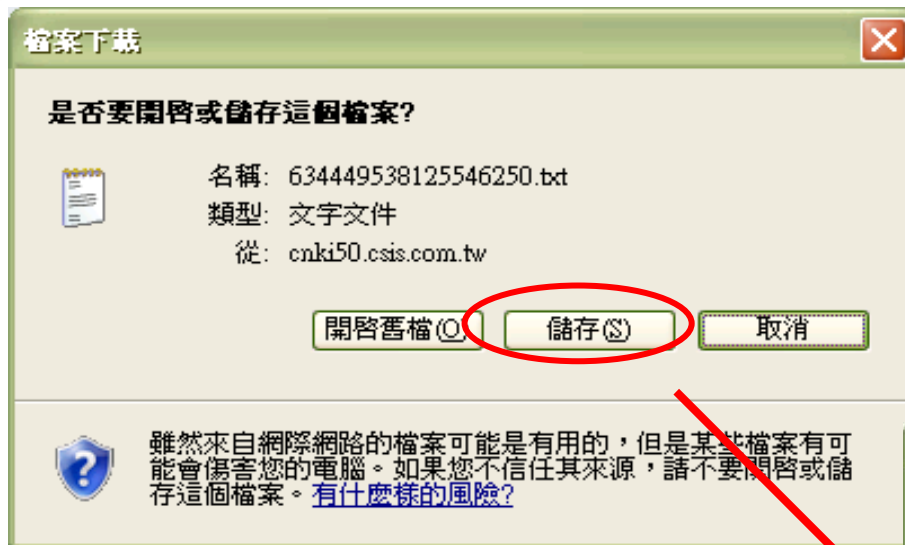 檔案下載
是否要開啓或儲存這個檔案?
名稱: 634449538125546250.txt
類型: 文字文件
從: cnki50.csis.com.tw
開啓舊檔(O) 儲存(S) 取消
雖然來自網際網路的檔案可能是有用的，但是某些檔案有可
能會傷害您的電腦。如果您不信任其來源，請不要開啓或儲
存這個檔案。有什麼樣的風險?